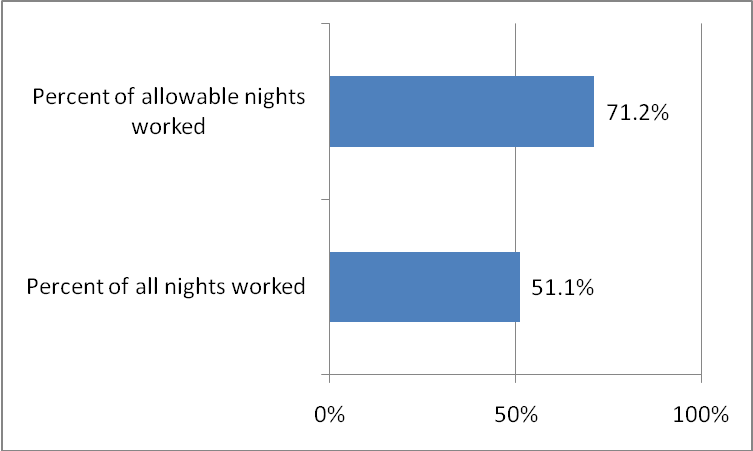 Percent of allowable nights
worked
71.2%
Percent of all nights worked
51.1%
0%
50%
100%